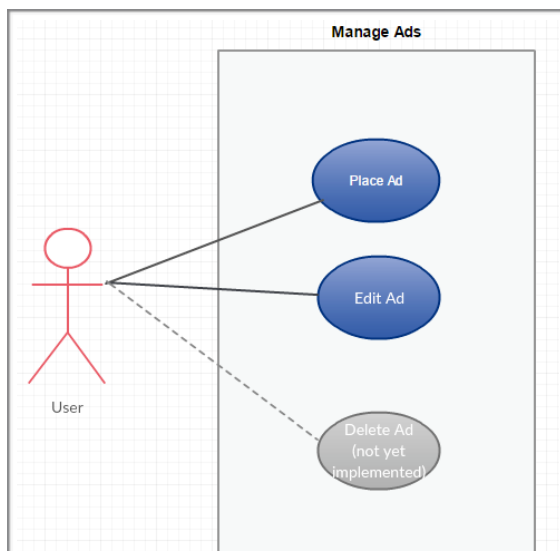 Manage Ads
Place Ad
Edit Ad
User
Delete Ad
(not yet
implemented)